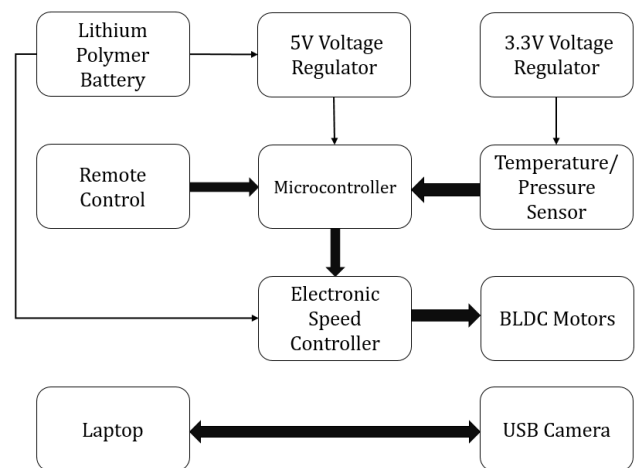 Lithium
Polymer
Battery
5V Voltage
Regulator
3.3V Voltage
Regulator
Remote
Control
Microcontroller
Temperature/
Pressure
Sensor
Electronic
Speed
Controller
BLDC Motors
Laptop
USB Camera